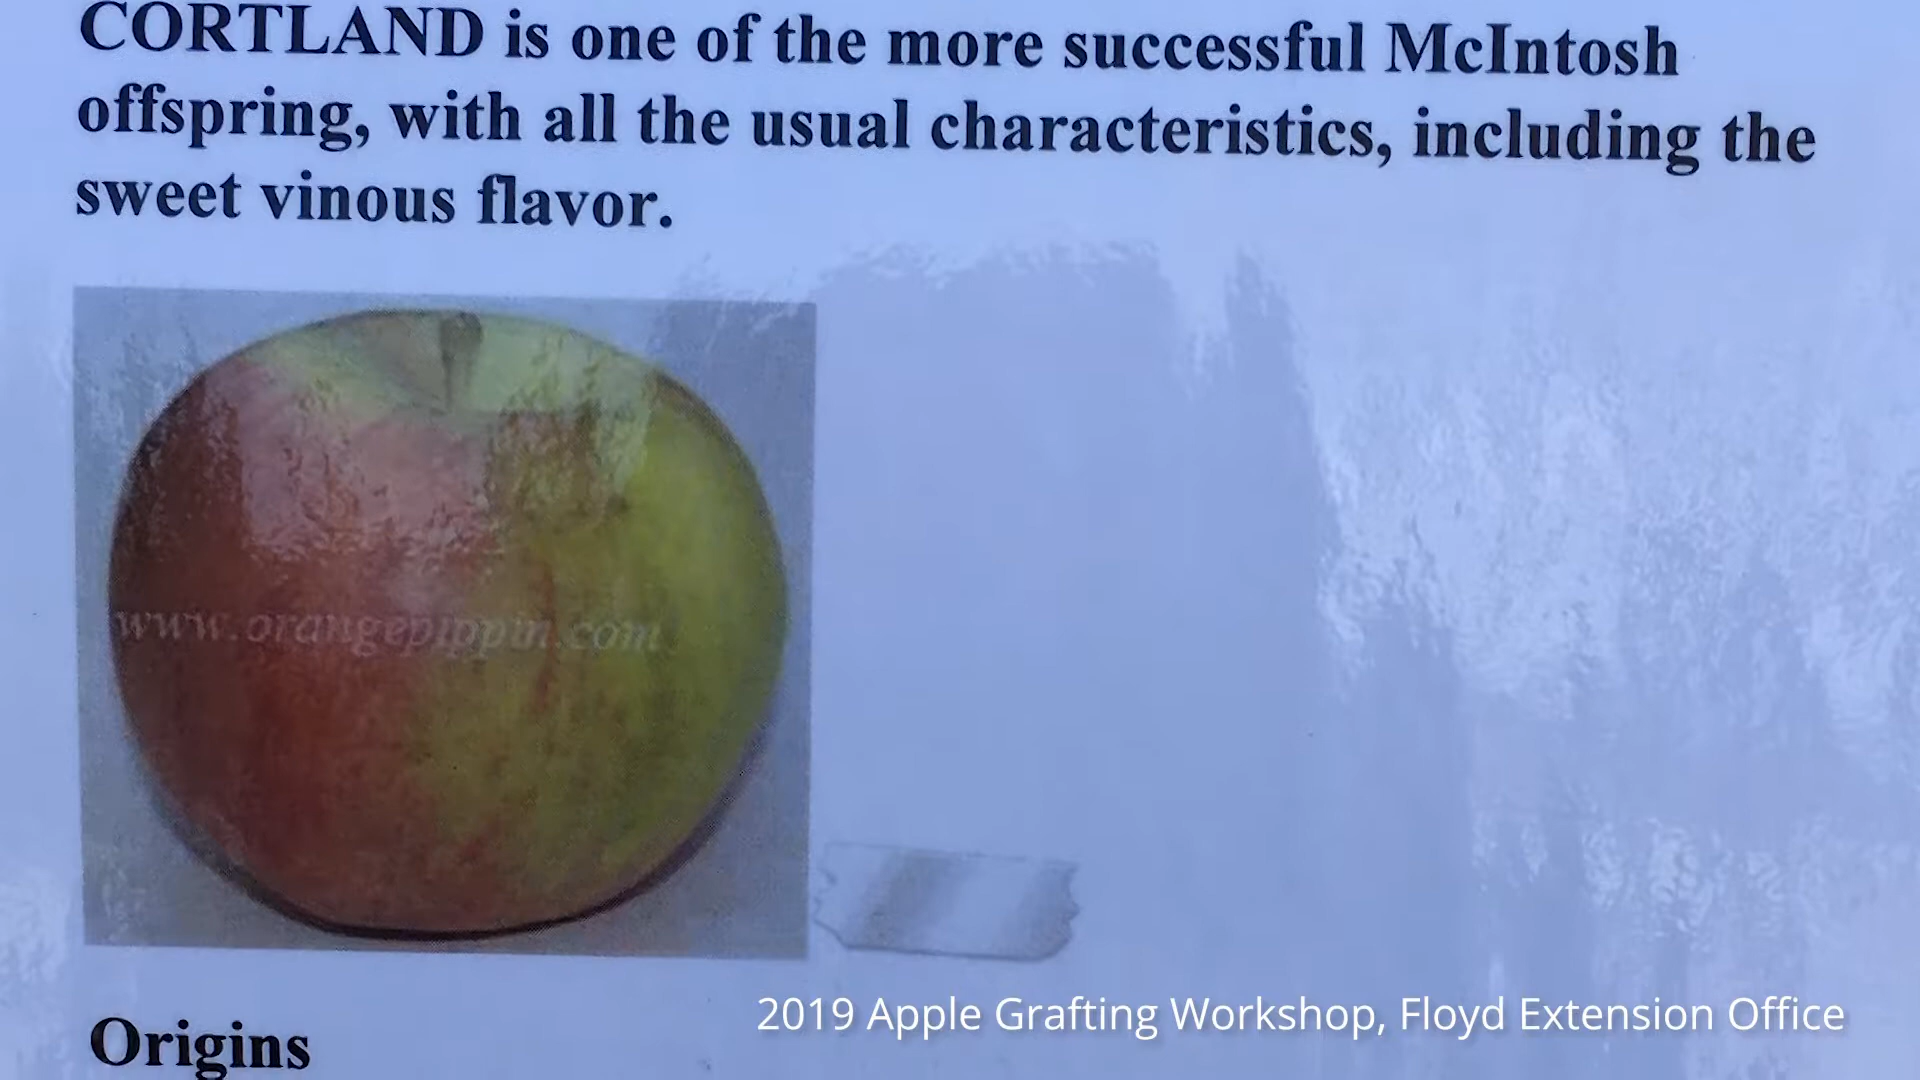 CORTLAND is one of the more successful McIntosh
offspring, with all the usual characteristics, including the
sweet vinous flavor.
www.orangepippin.com
Origins
2019 Apple Grafting Workshop, Floyd Extension Office